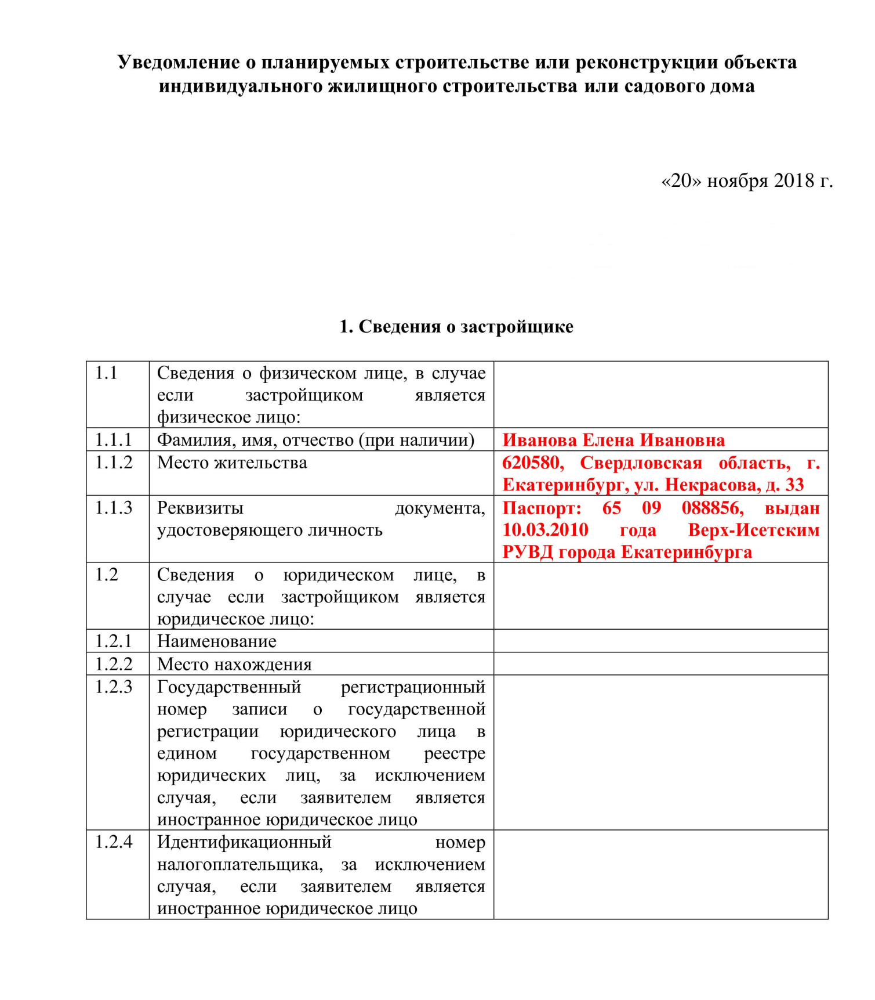 Уведомление о планируемых строительстве или реконструкции объекта
индивидуального жилищного строительства или садового дома
«20» ноября 2018 г.
1. Сведения о застройщике
1.1 Сведения о физическом лице, в случае
если застройщиком является
физическое лицо:
1.1.1 Фамилия, имя, отчество (при наличии) Иванова Елена Ивановна
1.1.2 Место жительства 620580, Свердловская область, г.
Екатеринбург, ул. Некрасова, д. 33
1.1.3 Реквизиты документа, Паспорт: 65 09 088856, выдан
удостоверяющего личность 10.03.2010 года Верх-Исетским
РУВД города Екатеринбурга
1.2 Сведения о юридическом лице, в
случае если застройщиком является
юридическое лицо:
1.2.1 Наименование
1.2.2 Место нахождения
1.2.3 Государственный регистрационный
номер записи о государственной
регистрации юридического лица в
едином государственном реестре
юридических лиц, за исключением
случая, если заявителем является
иностранное юридическое лицо
1.2.4 Идентификационный номер
налогоплательщика, за исключением
случая, если заявителем является
иностранное юридическое лицо